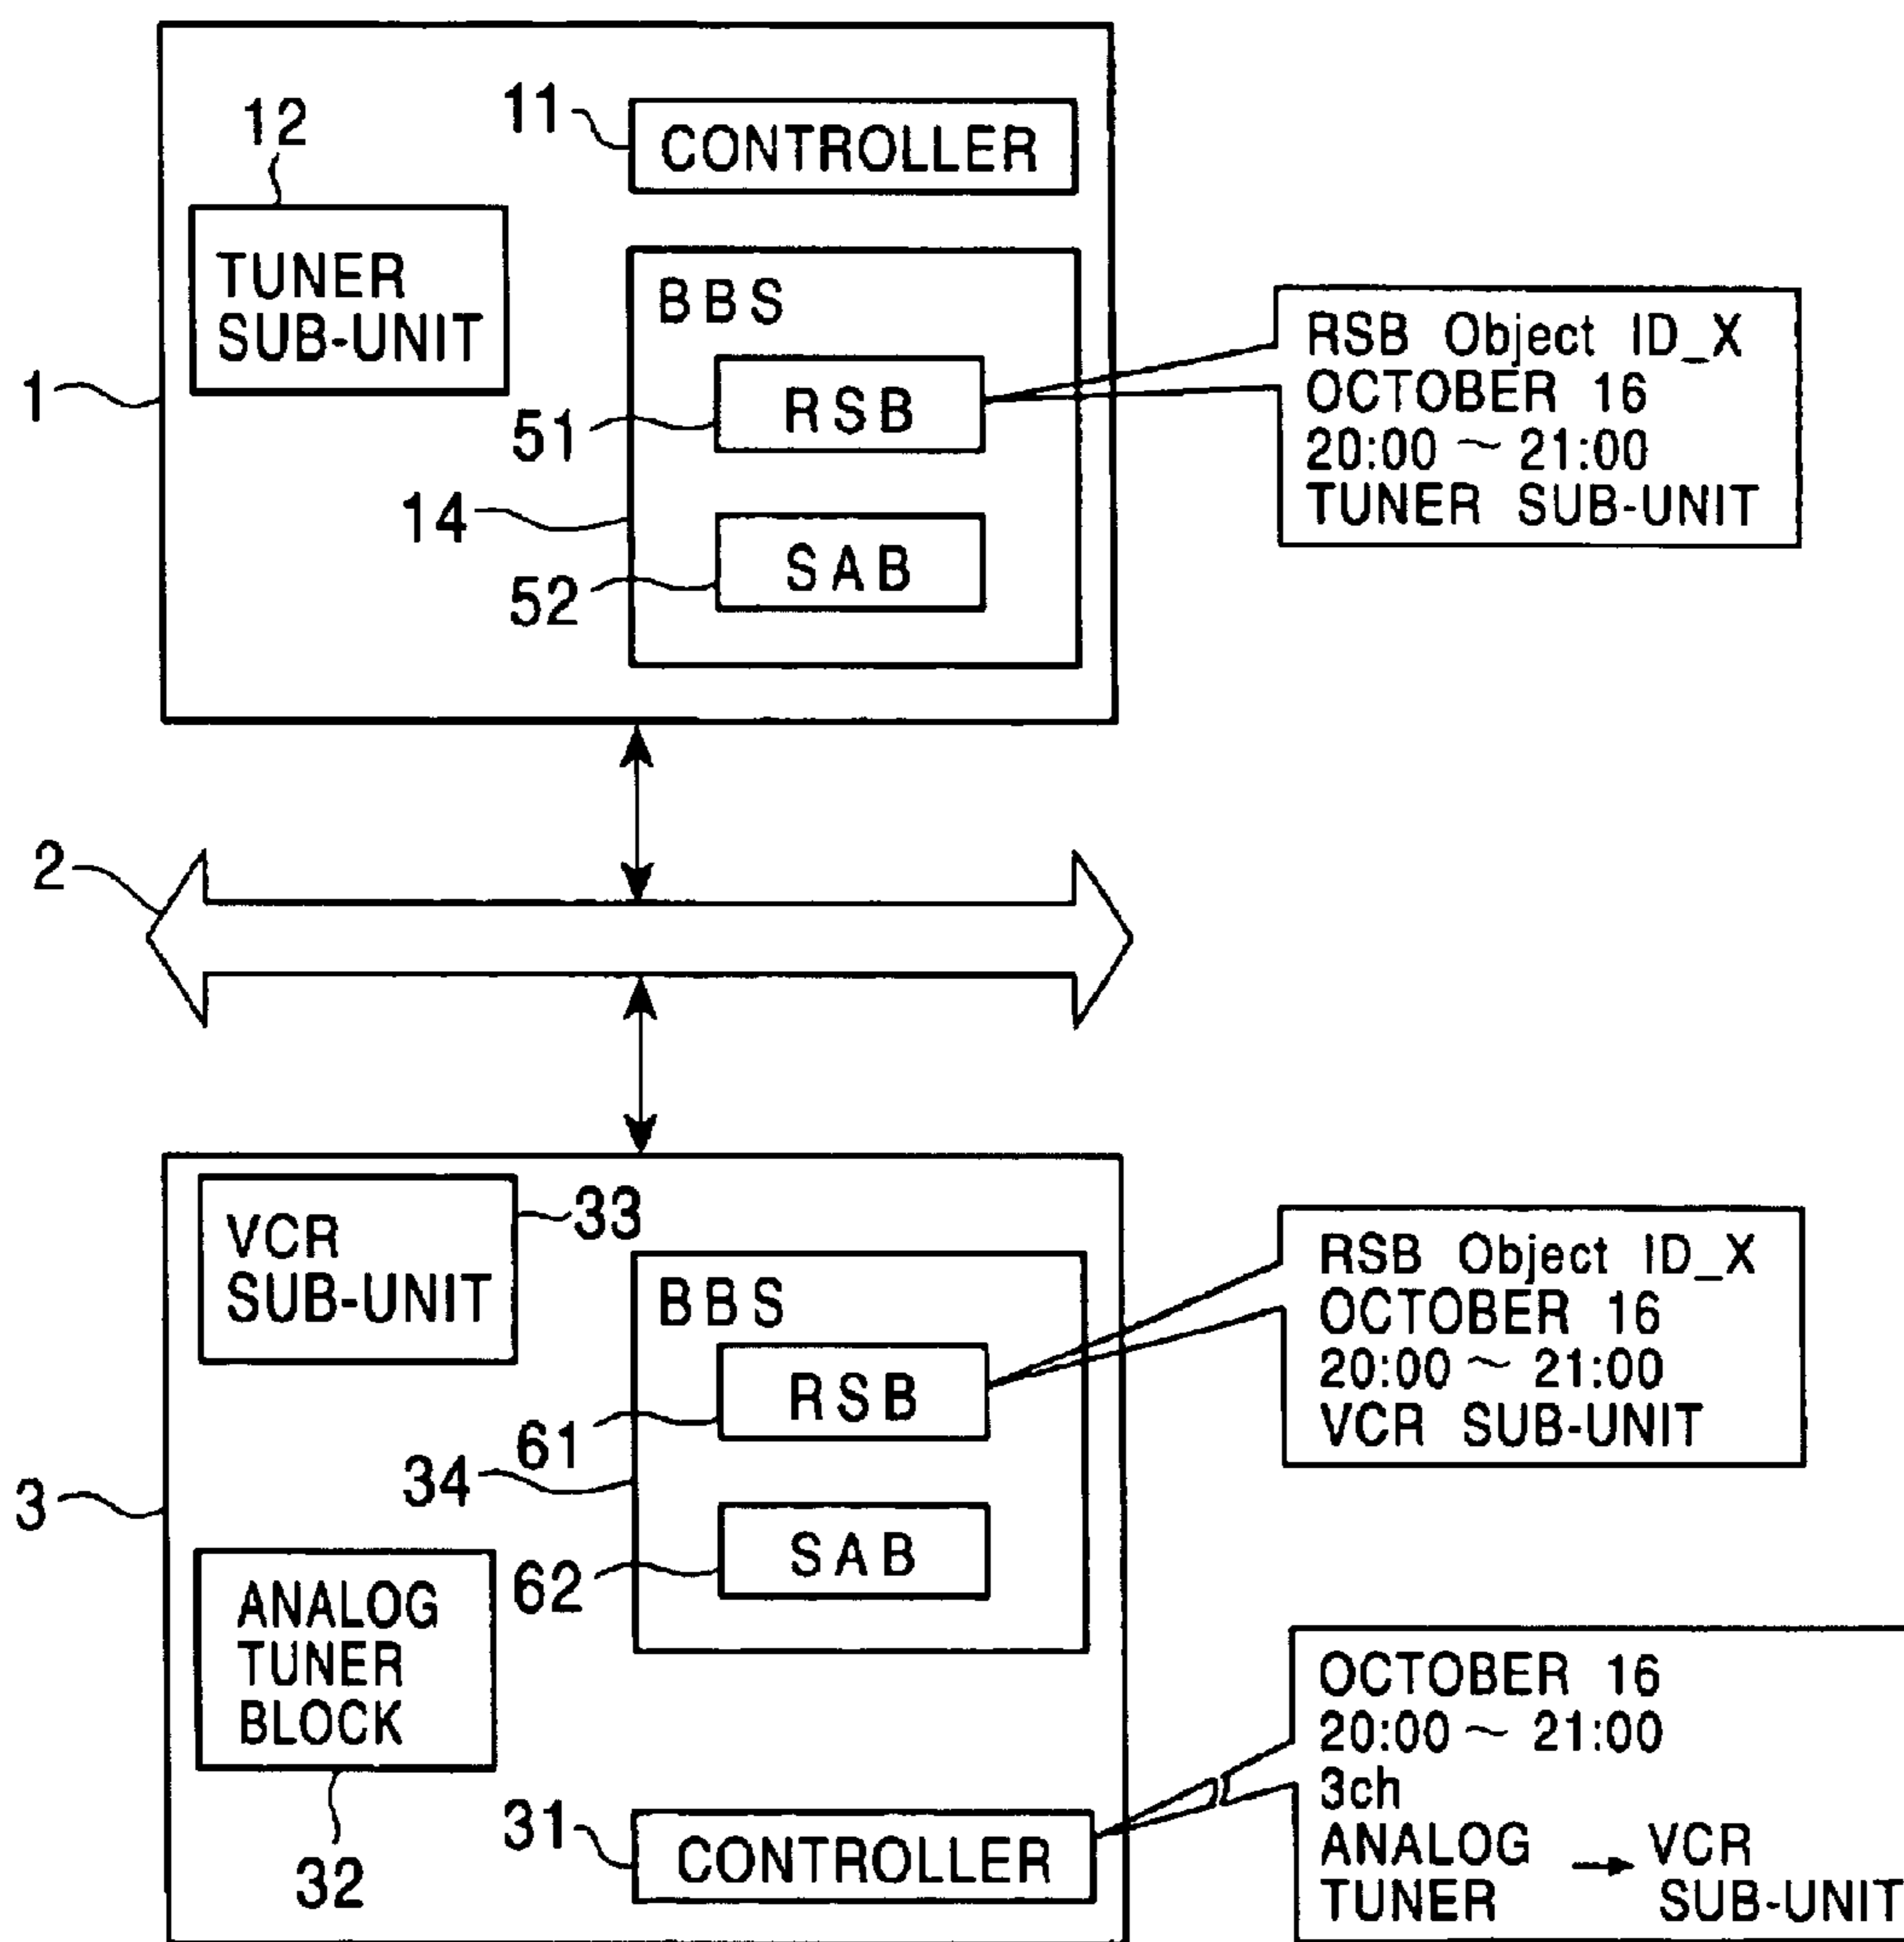 12
11
CONTROLLER
TUNER
SUB-UNIT
BBS
RSB
SAB
1
51
14
52
RSB Object ID_X
OCTOBER 16
20:00 ~ 21:00
TUNER SUB-UNIT
2
VCR
SUB-UNIT
33
BBS
RSB
SAB
61
34
62
3
RSB Object ID_X
OCTOBER 16
20:00 ~ 21:00
VCR SUB-UNIT
ANALOG
TUNER
BLOCK
32
31
CONTROLLER
OCTOBER 16
20:00 ~ 21:00
3ch
ANALOG → VCR
TUNER SUB-UNIT